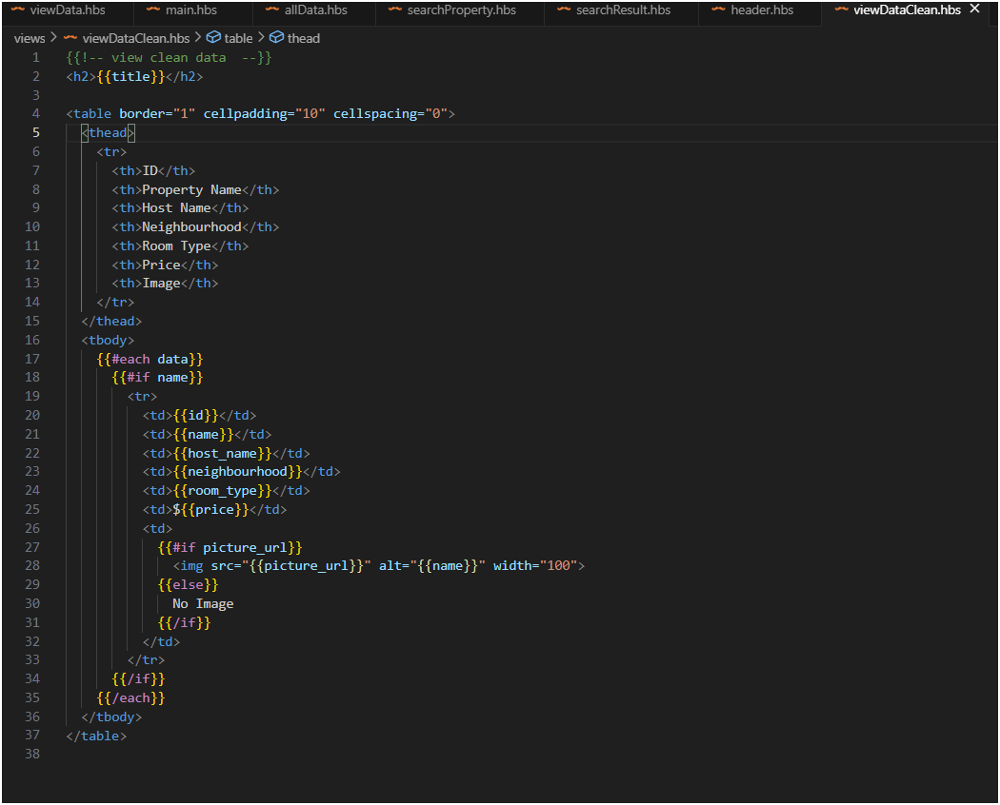 viewData.hbs main.hbs allData.hbs searchProperty.hbs searchResult.hbs header.hbs viewDataClean.hbs
views > viewDataClean.hbs > table > thead
1 {{!-- view clean data  --}}
2 <h2>{{title}}</h2>
3
4 <table border="1" cellpadding="10" cellspacing="0">
5   <thead>
6     <tr>
7       <th>ID</th>
8       <th>Property Name</th>
9       <th>Host Name</th>
10       <th>Neighbourhood</th>
11       <th>Room Type</th>
12       <th>Price</th>
13       <th>Image</th>
14     </tr>
15   </thead>
16   <tbody>
17     {{#each data}}
18       {{#if name}}
19         <tr>
20           <td>{{id}}</td>
21           <td>{{name}}</td>
22           <td>{{host_name}}</td>
23           <td>{{neighbourhood}}</td>
24           <td>{{room_type}}</td>
25           <td>${{price}}</td>
26           <td>
27             {{#if picture_url}}
28               <img src="{{picture_url}}" alt="{{name}}" width="100">
29             {{else}}
30               No Image
31             {{/if}}
32           </td>
33         </tr>
34       {{/if}}
35     {{/each}}
36   </tbody>
37 </table>
38